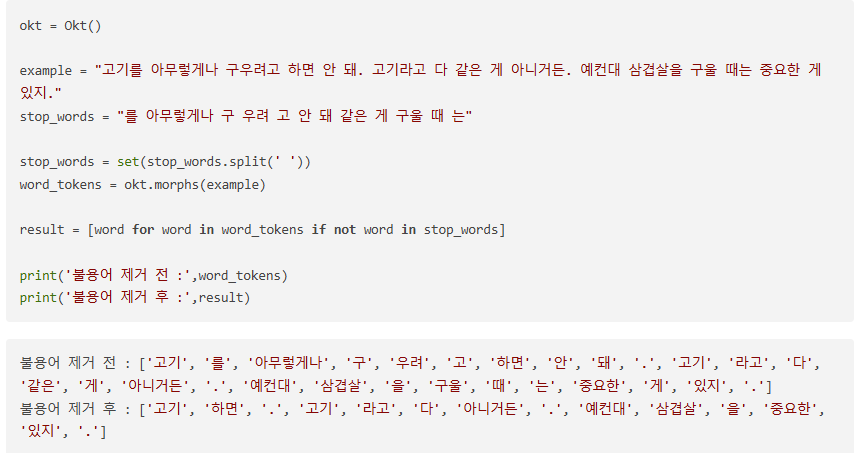 okt = Okt()
example = "고기를 아무렇게나 구우려고 하면 안 돼. 고기라고 다 같은 게 아니거든. 예컨대 삼겹살을 구울 때는 중요한 게
있지."
stop_words = "를 아무렇게나 구 우려 고 안 돼 같은 게 구울 때 는"
stop_words = set(stop_words.split(' '))
word_tokens = okt.morphs(example)
result = [word for word in word_tokens if not word in stop_words]
print('불용어 제거 전 :',word_tokens)
print('불용어 제거 후 :',result)
불용어 제거 전 : ['고기', '를', '아무렇게나', '구', '우려', '고', '하면', '안', '돼', '.', '고기', '라고', '다',
'같은', '게', '아니거든', '.', '예컨대', '삼겹살', '을', '구울', '때', '는', '중요한', '게', '있지', '.']
불용어 제거 후 : ['고기', '하면', '.', '고기', '라고', '다', '아니거든', '.', '예컨대', '삼겹살', '을', '중요한',
'있지', '.']